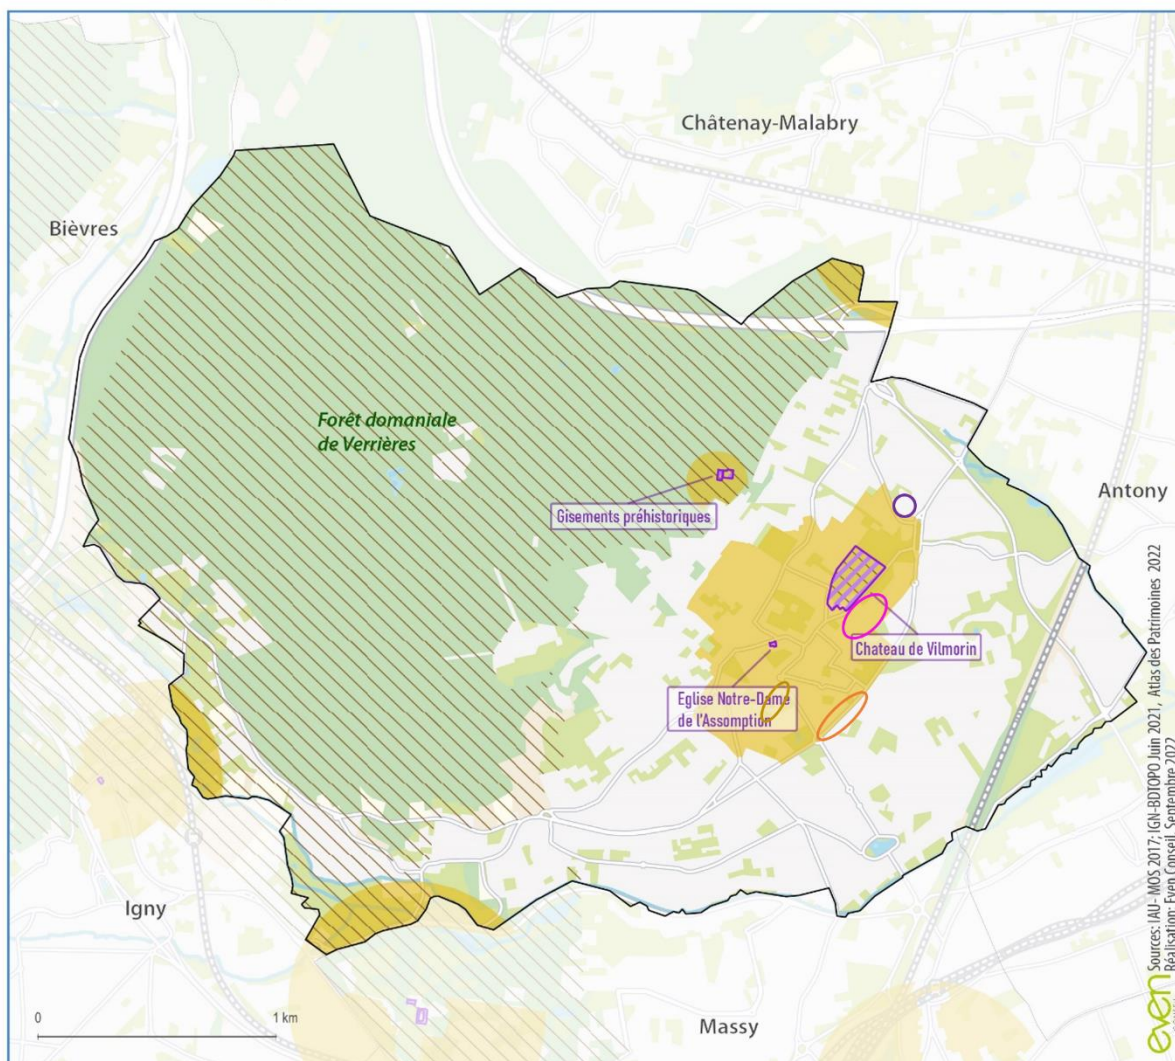 Châtenay-Malabry
Bièvres
Forêt domaniale
de Verrières
Antony
Gisements préhistoriques
Chateau de Vilmorin
Eglise Notre-Dame
de l'Assomption
Igny
Massy
0
1 km
even
Sources: IAU-MOS 2017; IGN-BDTOPO Juin 2021, Atlas des Patrimoines 2022
Réalisation: Even Conseil, Septembre 2022